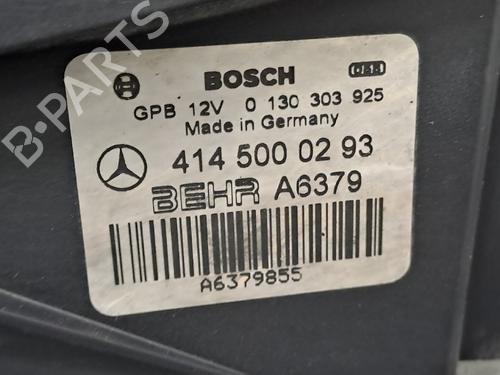 BOSCH
GPB 12V 0 130 303 925
Made in Germany
414 500 02 93
BEHR A6379
A6379855
B-PARTS